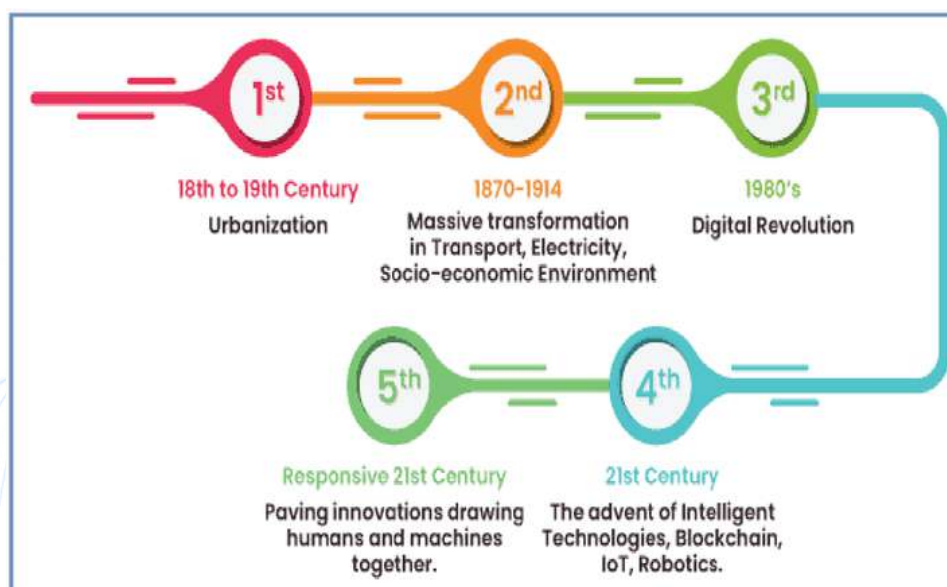 1st
18th to 19th Century
Urbanization
2nd
1870-1914
Massive transformation
in Transport, Electricity,
Socio-economic Environment
3rd
1980's
Digital Revolution
4th
21st Century
The advent of Intelligent
Technologies, Blockchain,
IoT, Robotics.
5th
Responsive 21st Century
Paving innovations drawing
humans and machines
together.